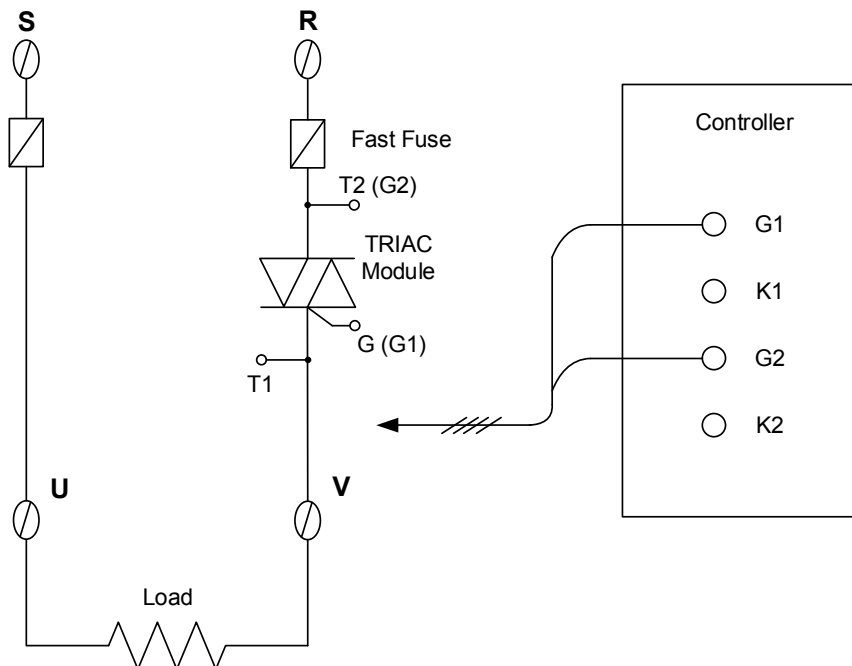 S
R
Fast Fuse
T2 (G2)
TRIAC
Module
G (G1)
T1
U
V
Load
Controller
G1
K1
G2
K2